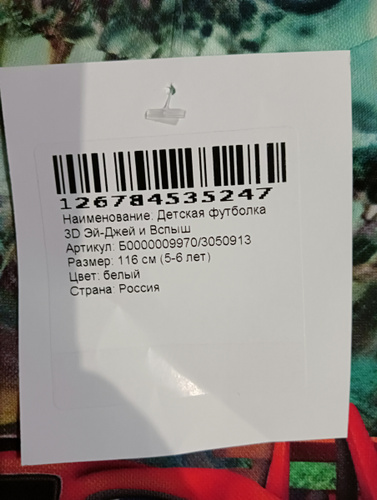 126784535247
Наименование: Детская футболка
3D Эй-Джей и Вспыш
Артикул: Б0000009970/3050913
Размер: 116 см (5-6 лет)
Цвет: белый
Страна: Россия